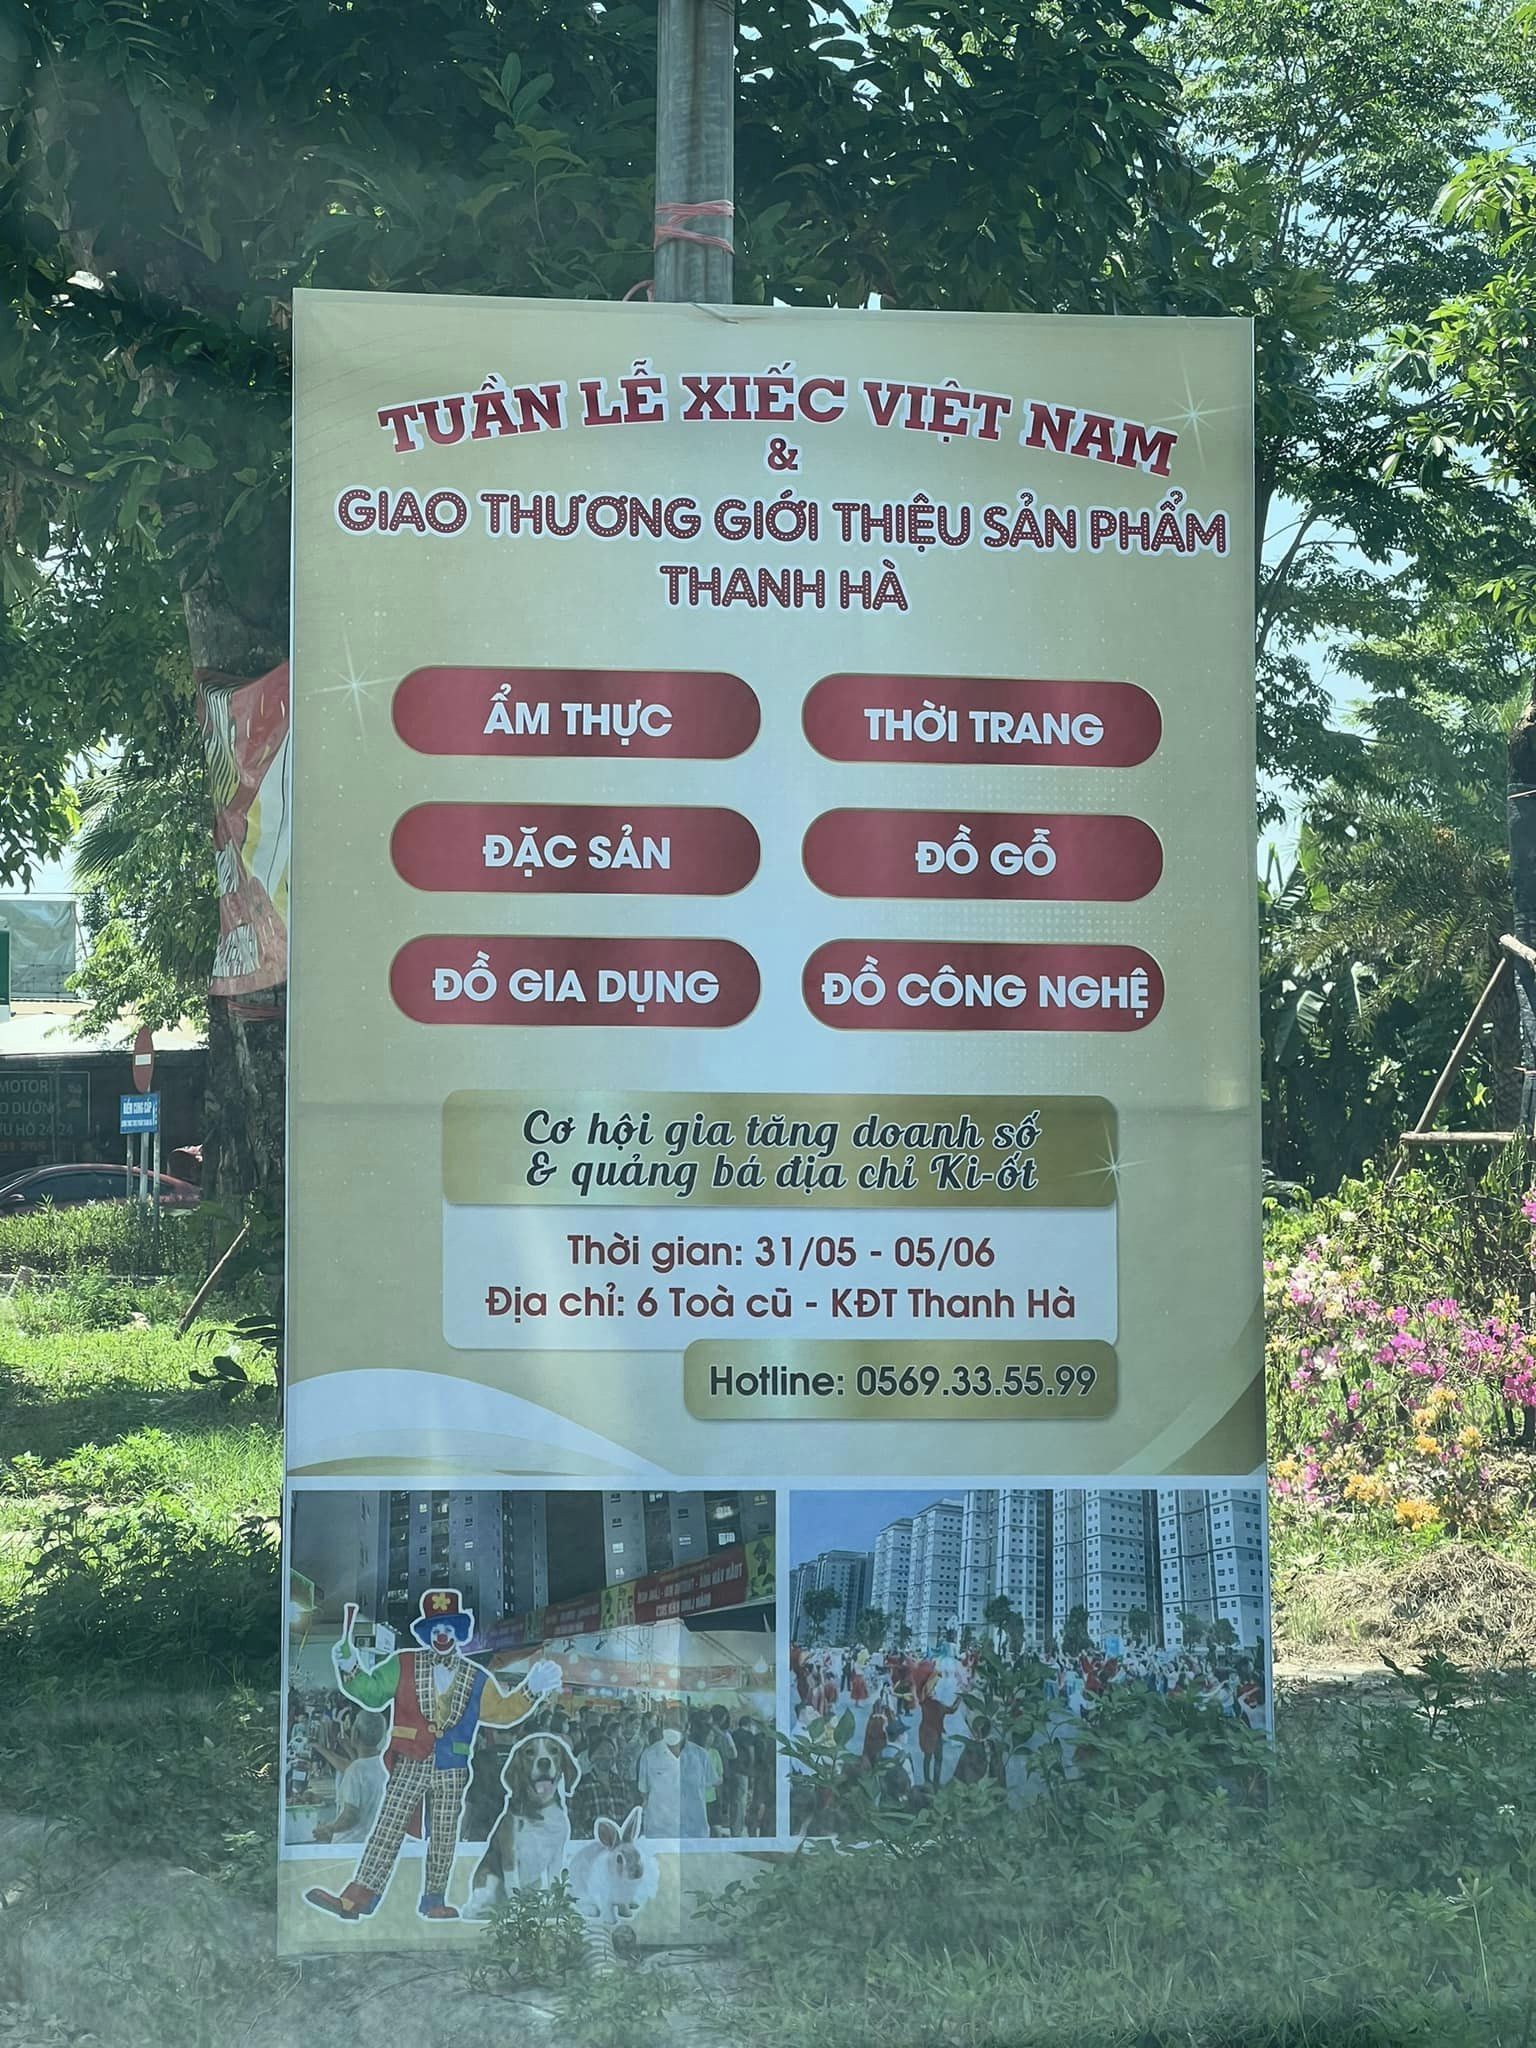 TUẦN LỄ XIẾC VIỆT NAM
&
GIAO THƯƠNG GIỚI THIỆU SẢN PHẨM
THANH HÀ
ẨM THỰC
THỜI TRANG
ĐẶC SẢN
ĐỒ GỖ
ĐỒ GIA DỤNG
ĐỒ CÔNG NGHỆ
Cơ hội gia tăng doanh số
& quảng bá địa chỉ Ki-ốt
Thời gian: 31/05 - 05/06
Địa chỉ: 6 Toà cũ - KĐT Thanh Hà
Hotline: 0569.33.55.99
MOTOR